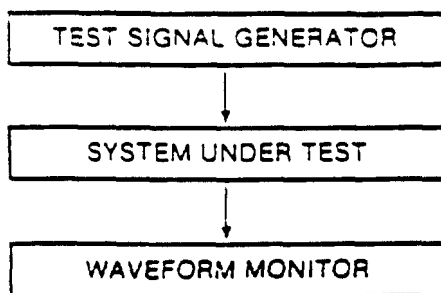 TEST SIGNAL GENERATOR
SYSTEM UNDER TEST
WAVEFORM MONITOR